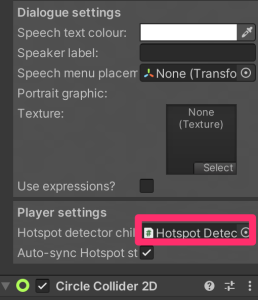 Dialogue settings
Speech text colour:
Speaker label:
Speech menu placem None (Transfo
Portrait graphic:
Texture:
None
(Texture)
Select
Use expressions?
Player settings
Hotspot detector chil Hotspot Detec
Auto-sync Hotspot st
Circle Collider 2D